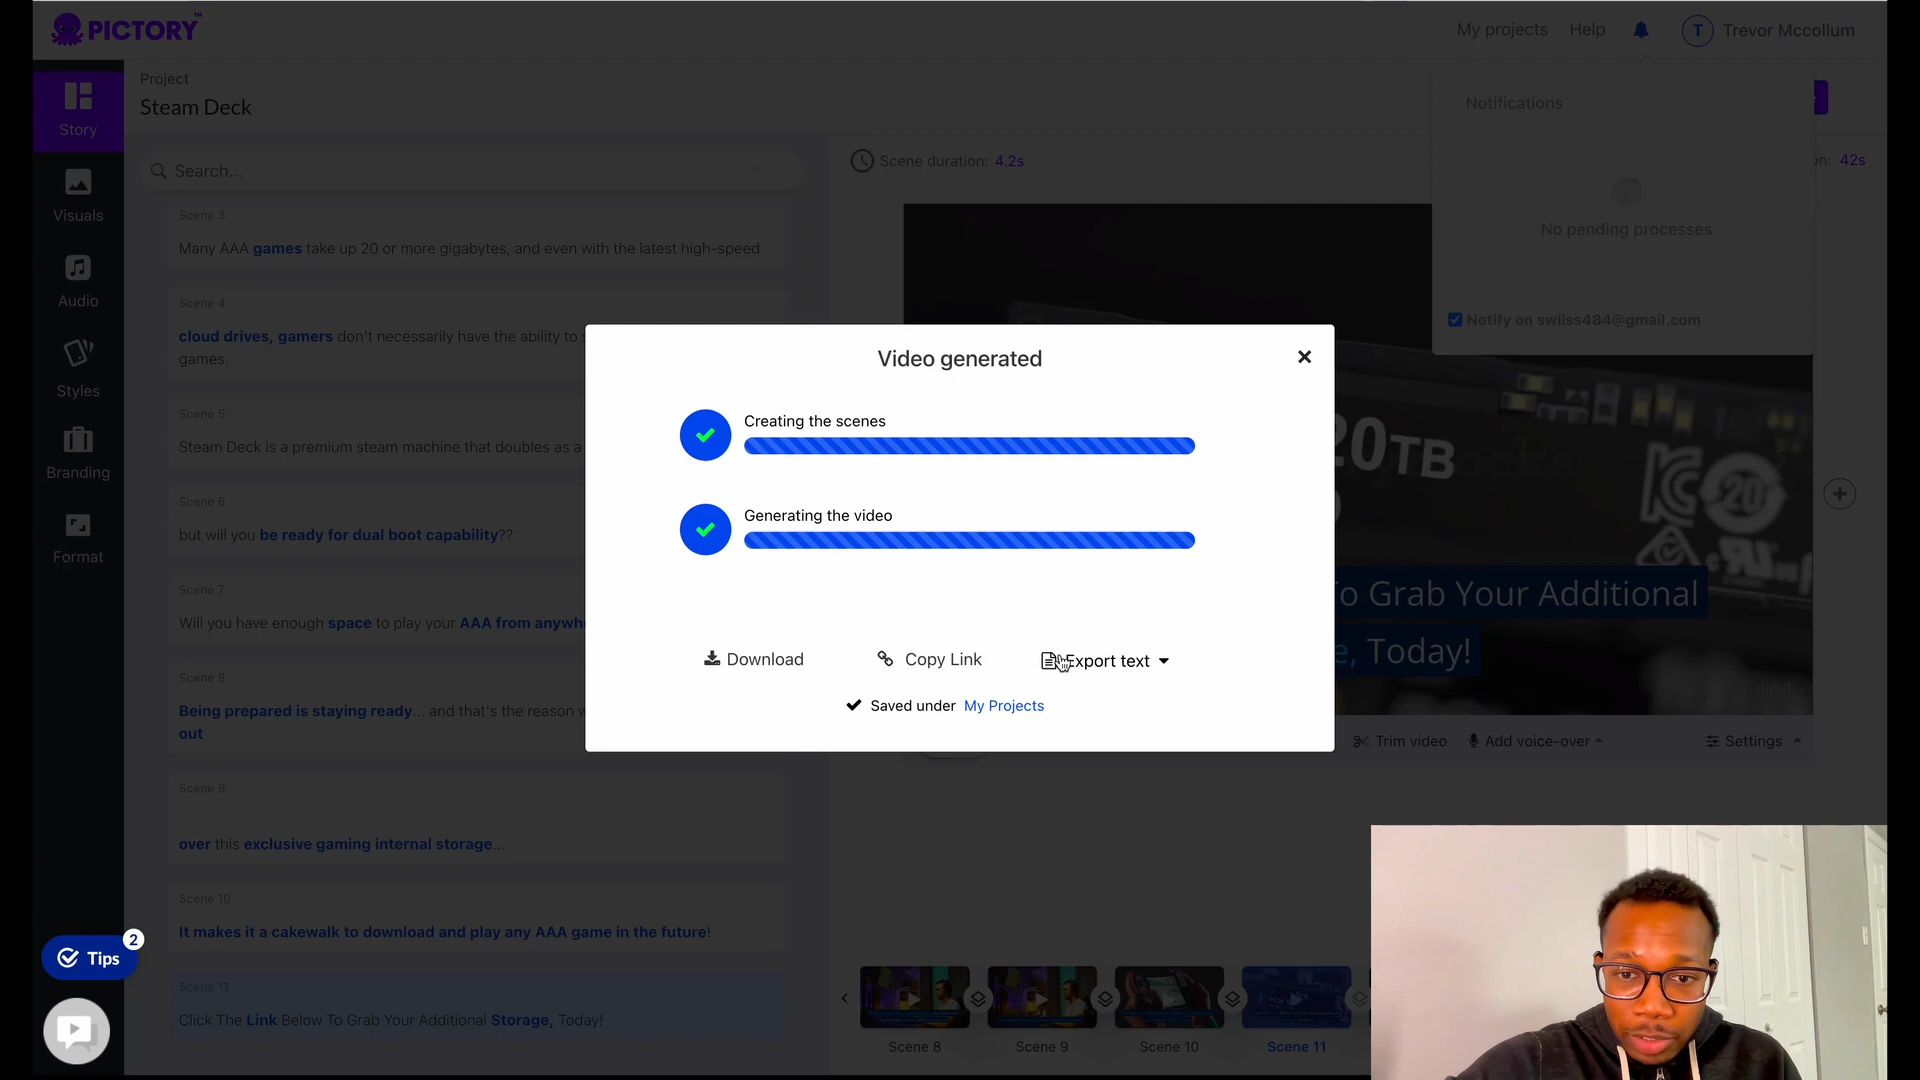 PICTORY™
My projects
Help
T
Trevor Mccollum
Story
Visuals
Audio
Styles
Branding
Format
Tips
2
Project
Steam Deck
Search...
Scene 3
Many AAA games take up 20 or more gigabytes, and even with the latest high-speed
Scene 4
cloud drives, gamers don't necessarily have the ability to
games.
Scene 5
Steam Deck is a premium steam machine that doubles as a
Scene 6
but will you be ready for dual boot capability??
Scene 7
Will you have enough space to play your AAA from
Scene 8
Being prepared is staying ready... and that's the reason
out
Scene 9
over this exclusive gaming internal storage...
Scene 10
It makes it a cakewalk to download and play any AAA game in the future!
Scene 11
Click The Link Below To Grab Your Additional Storage, Today!
Scene duration: 4.2s
42s
Notifications
No pending processes
Notify on swiiss484@gmail.com
Video generated
Creating the scenes
Generating the video
Download
Copy Link
Export text
Saved under My Projects
20TB
20
To Grab Your Additional
Today!
Trim video
Add voice-over
Settings
Scene 8
Scene 9
Scene 10
Scene 11